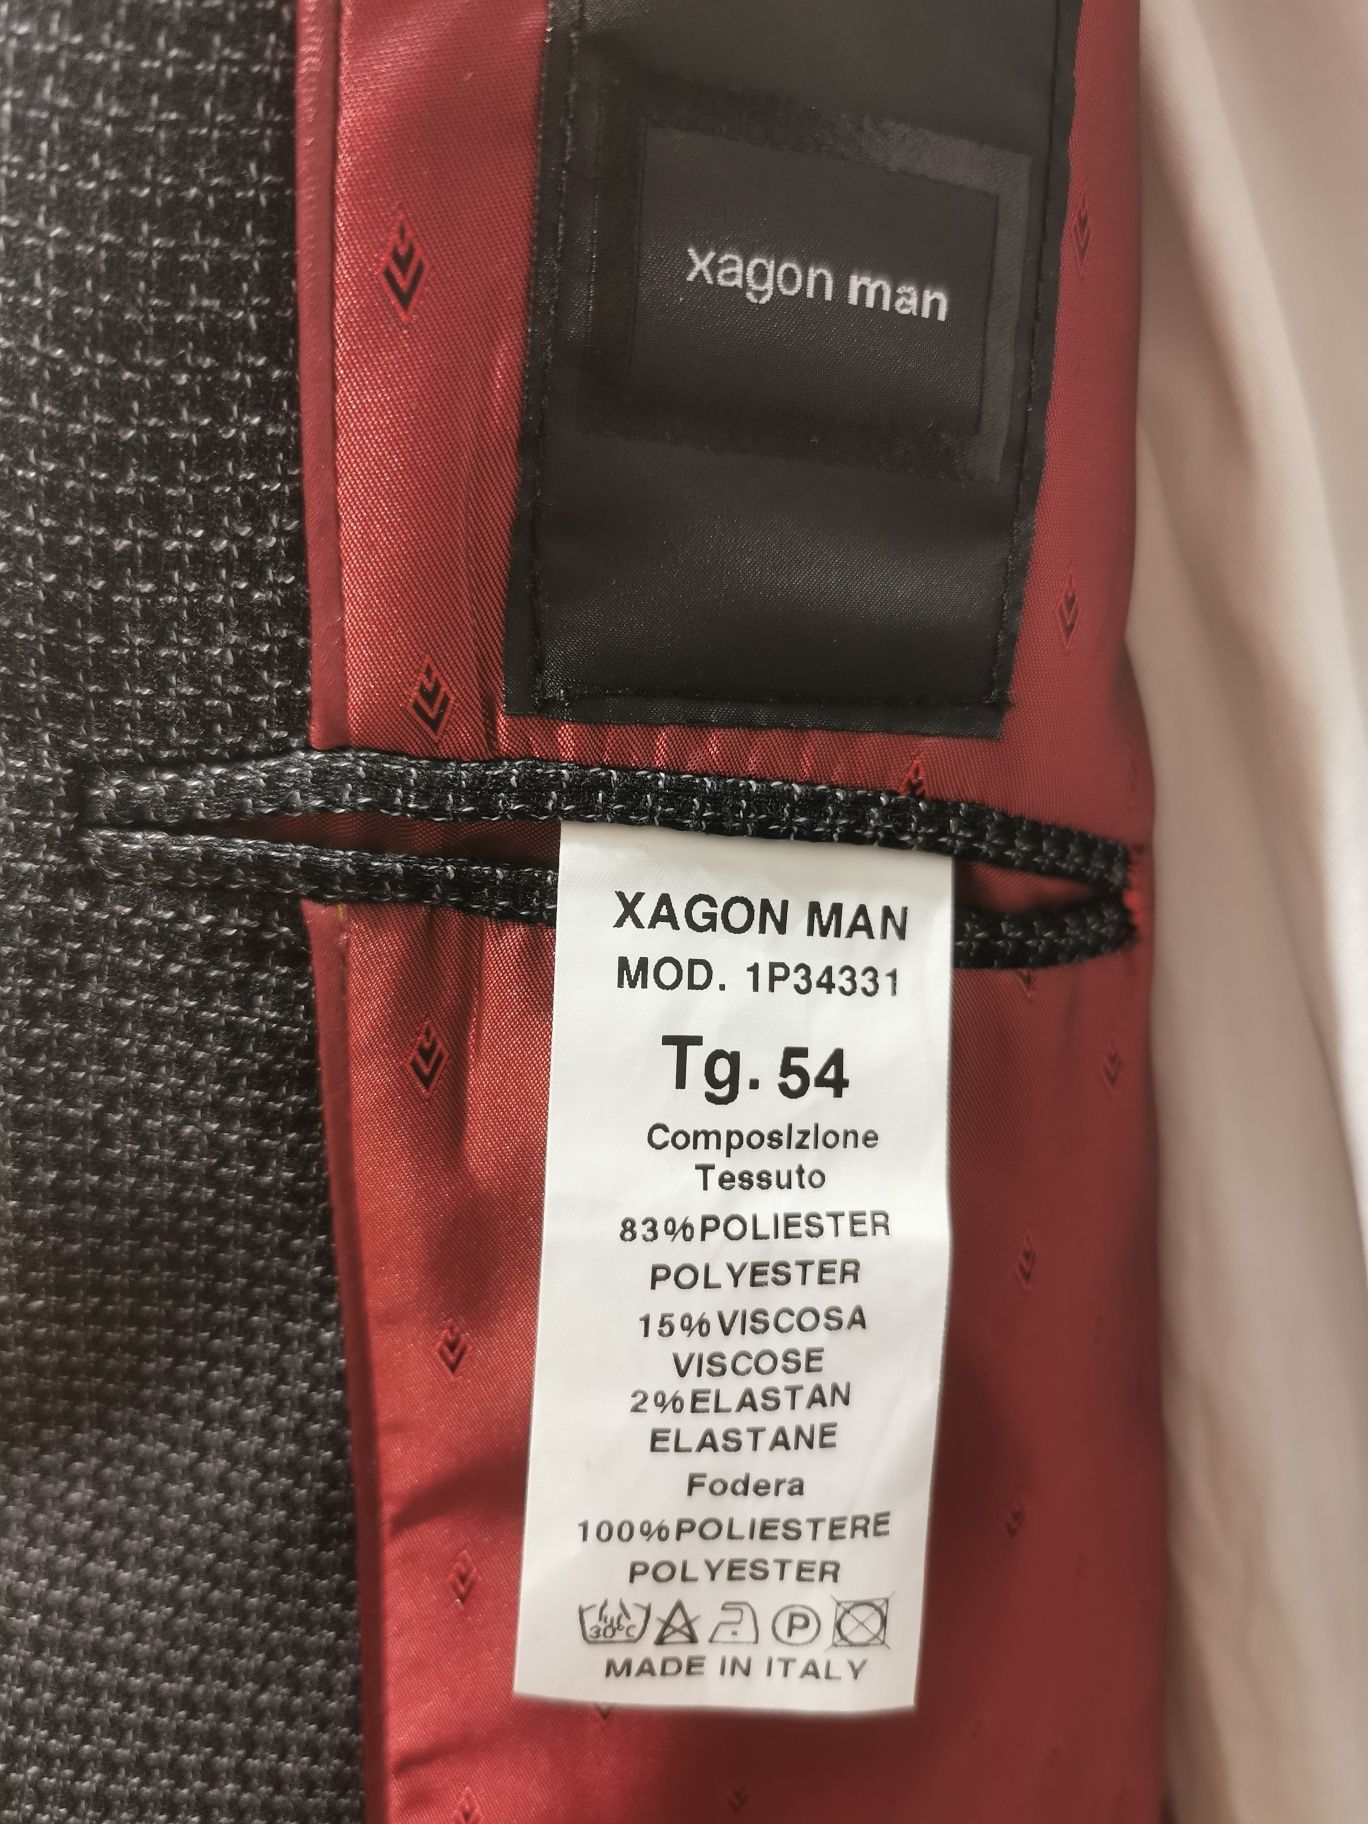 xagon man
XAGON MAN
MOD. 1P34331
Tg. 54
Composizione
Tessuto
83%POLIESTER
POLYESTER
15%VISCOSA
VISCOSE
2%ELASTAN
ELASTANE
Fodera
100%POLIESTERE
POLYESTER
30°C P
MADE IN ITALY